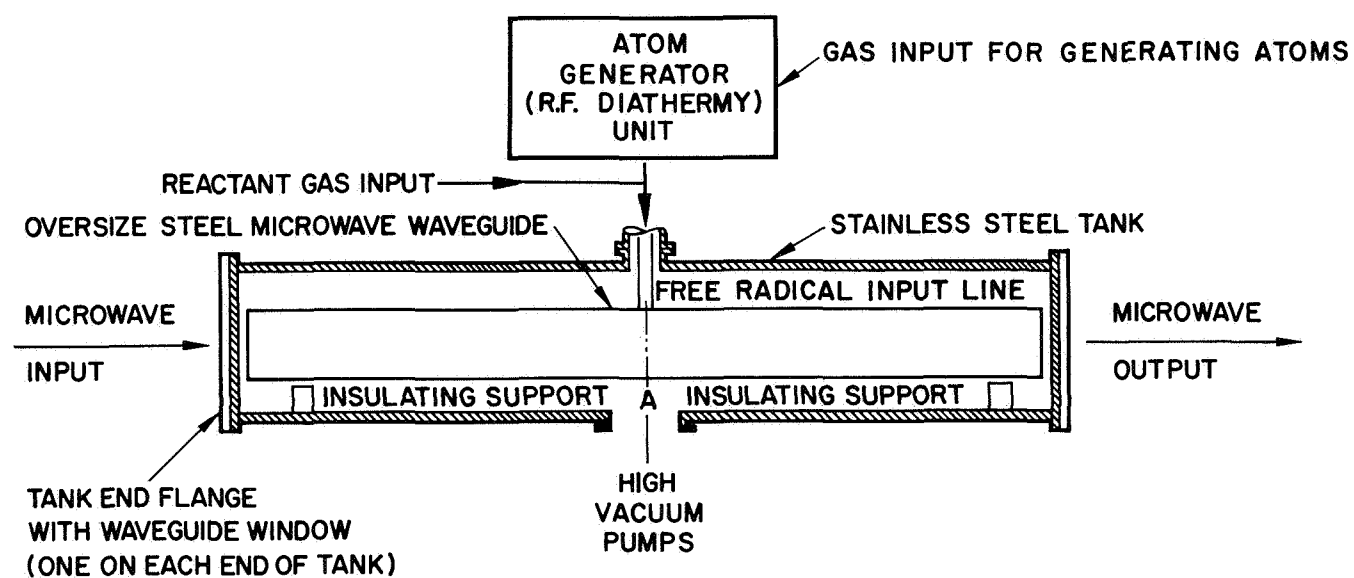 ATOM
GENERATOR
(R.F. DIATHERMY)
UNIT
GAS INPUT FOR GENERATING ATOMS
REACTANT GAS INPUT
OVERSIZE STEEL MICROWAVE WAVEGUIDE
STAINLESS STEEL TANK
FREE RADICAL INPUT LINE
MICROWAVE
INPUT
MICROWAVE
OUTPUT
INSULATING SUPPORT
A
INSULATING SUPPORT
HIGH
VACUUM
PUMPS
TANK END FLANGE
WITH WAVEGUIDE WINDOW
(ONE ON EACH END OF TANK)